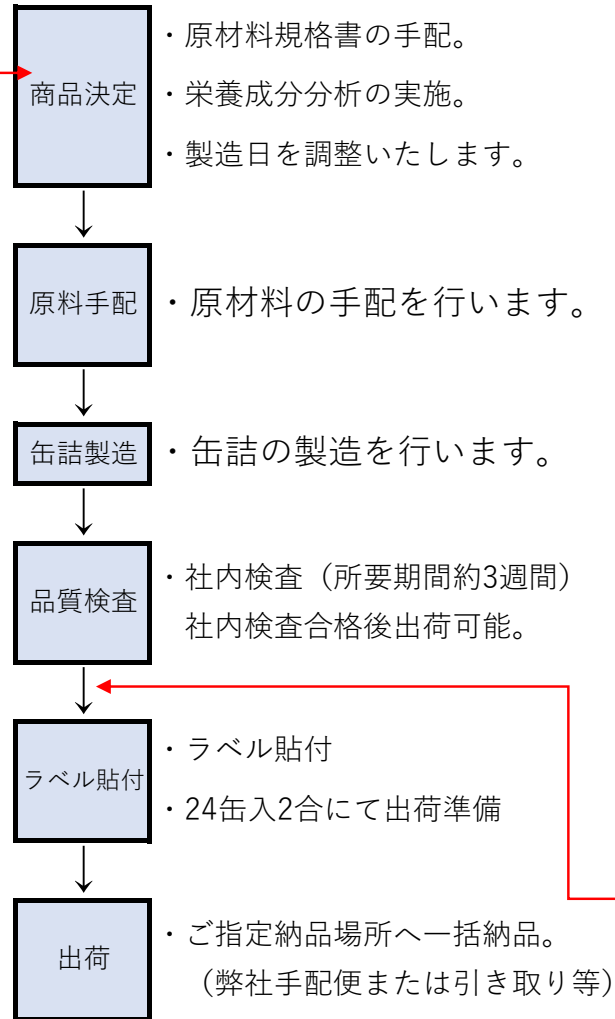 商品決定
・原材料規格書の手配。
・栄養成分分析の実施。
・製造日を調整いたします。
原料手配
・原材料の手配を行います。
缶詰製造
・缶詰の製造を行います。
品質検査
・社内検査（所要期間約3週間）
社内検査合格後出荷可能。
ラベル貼付
・ラベル貼付
・24缶入2合にて出荷準備
出荷
・ご指定納品場所へ一括納品。
（弊社手配便または引き取り等）